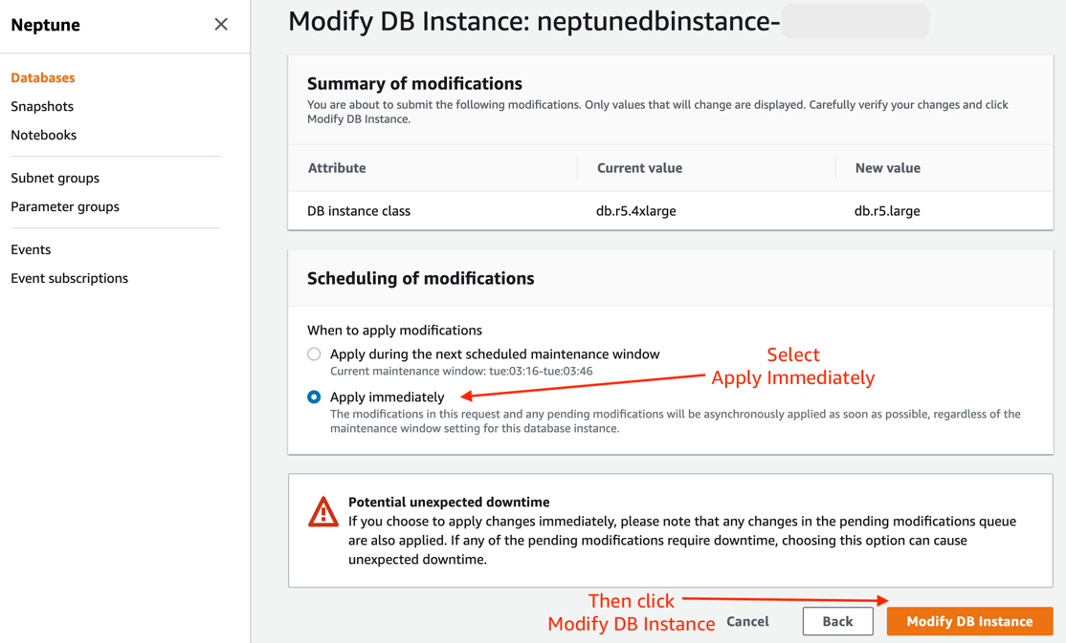 Neptune
Databases
Snapshots
Notebooks
Subnet groups
Parameter groups
Events
Event subscriptions
Modify DB Instance: neptunedbinstance-
Summary of modifications
You are about to submit the following modifications. Only values that will change are displayed. Carefully verify your changes and click
Modify DB Instance.
Attribute Current value New value
DB instance class db.r5.4xlarge db.r5.large
Scheduling of modifications
When to apply modifications
Apply during the next scheduled maintenance window
Current maintenance window: tue:03:16-tue:03:46
Select
Apply Immediately
Apply immediately
The modifications in this request and any pending modifications will be asynchronously applied as soon as possible, regardless of the
maintenance window setting for this database instance.
Potential unexpected downtime
If you choose to apply changes immediately, please note that any changes in the pending modifications queue
are also applied. If any of the pending modifications require downtime, choosing this option can cause
unexpected downtime.
Then click
Modify DB Instance
Cancel Back Modify DB Instance